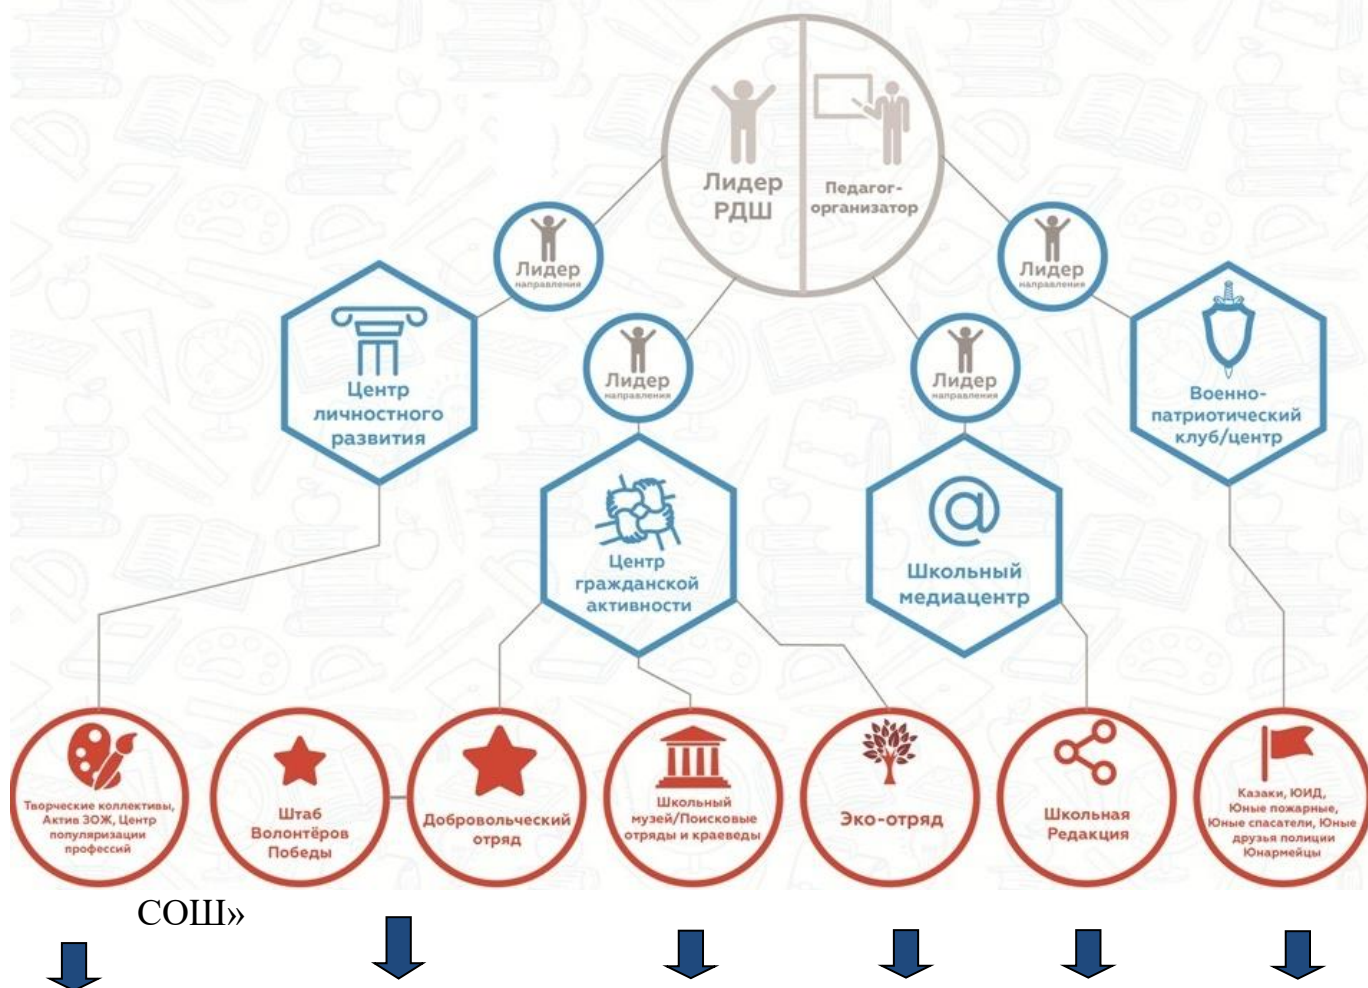 Лидер
РДШ
Педагог-
организатор
Лидер
направления
Лидер
направления
Лидер
направления
Лидер
направления
Центр
личностного
развития
Центр
гражданской
активности
@
Школьный
медиацентр
Военно-
патриотический
клуб/центр
Творческие коллективы,
Актив ЗОЖ, Центр
популяризации
профессий
Штаб
Волонтёров
Победы
Добровольческий
отряд
Школьный
музей/Поисковые
отряды и краеведы
Эко-отряд
Школьная
Редакция
Казаки, ЮИД,
Юные пожарные,
Юные спасатели, Юные
друзья полиции
Юнармейцы
СОШ»